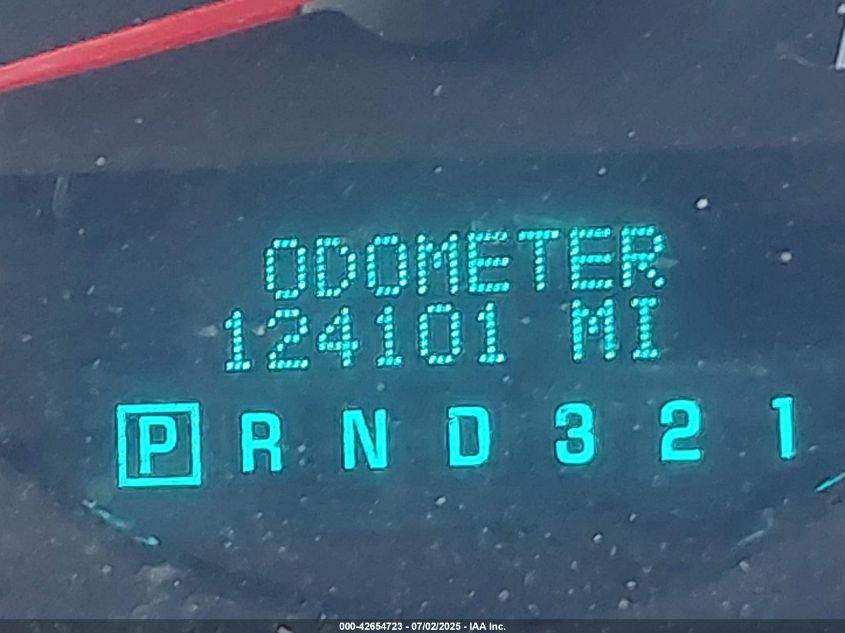 ODOMETER
124101 MI
P R N D 3 2 1
000-42654723 - 07/02/2025 - IAA Inc.